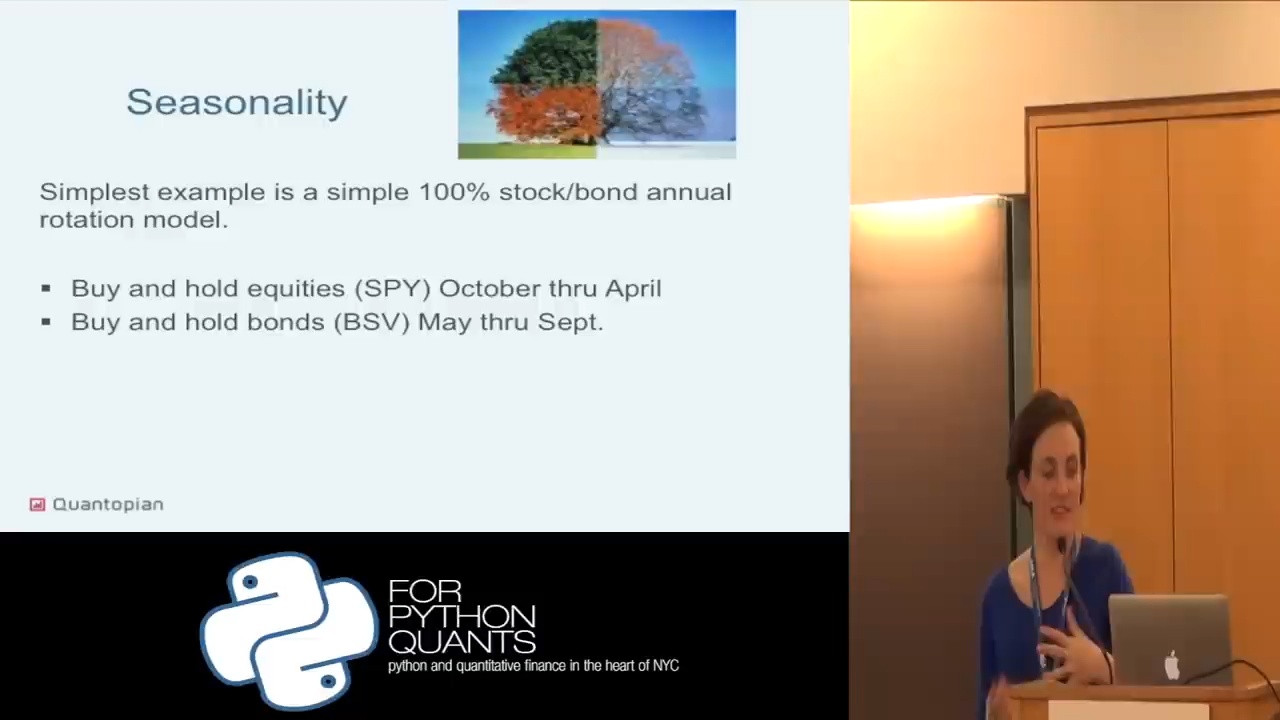 Seasonality
Simplest example is a simple 100% stock/bond annual
rotation model.
▪ Buy and hold equities (SPY) October thru April
▪ Buy and hold bonds (BSV) May thru Sept.
Quantopian
FOR
PYTHON
QUANTS
python and quantitative finance in the heart of NYC